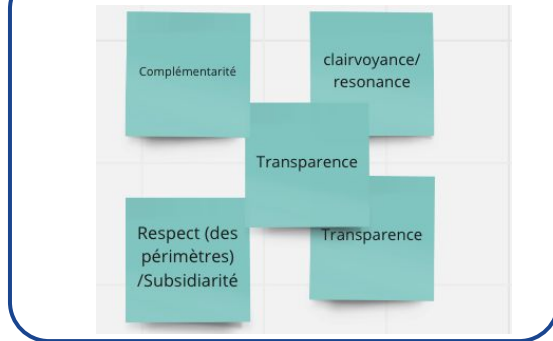 Complémentarité
clairvoyance/
resonance
Transparence
Respect (des
périmètres)
/Subsidiarité
Transparence